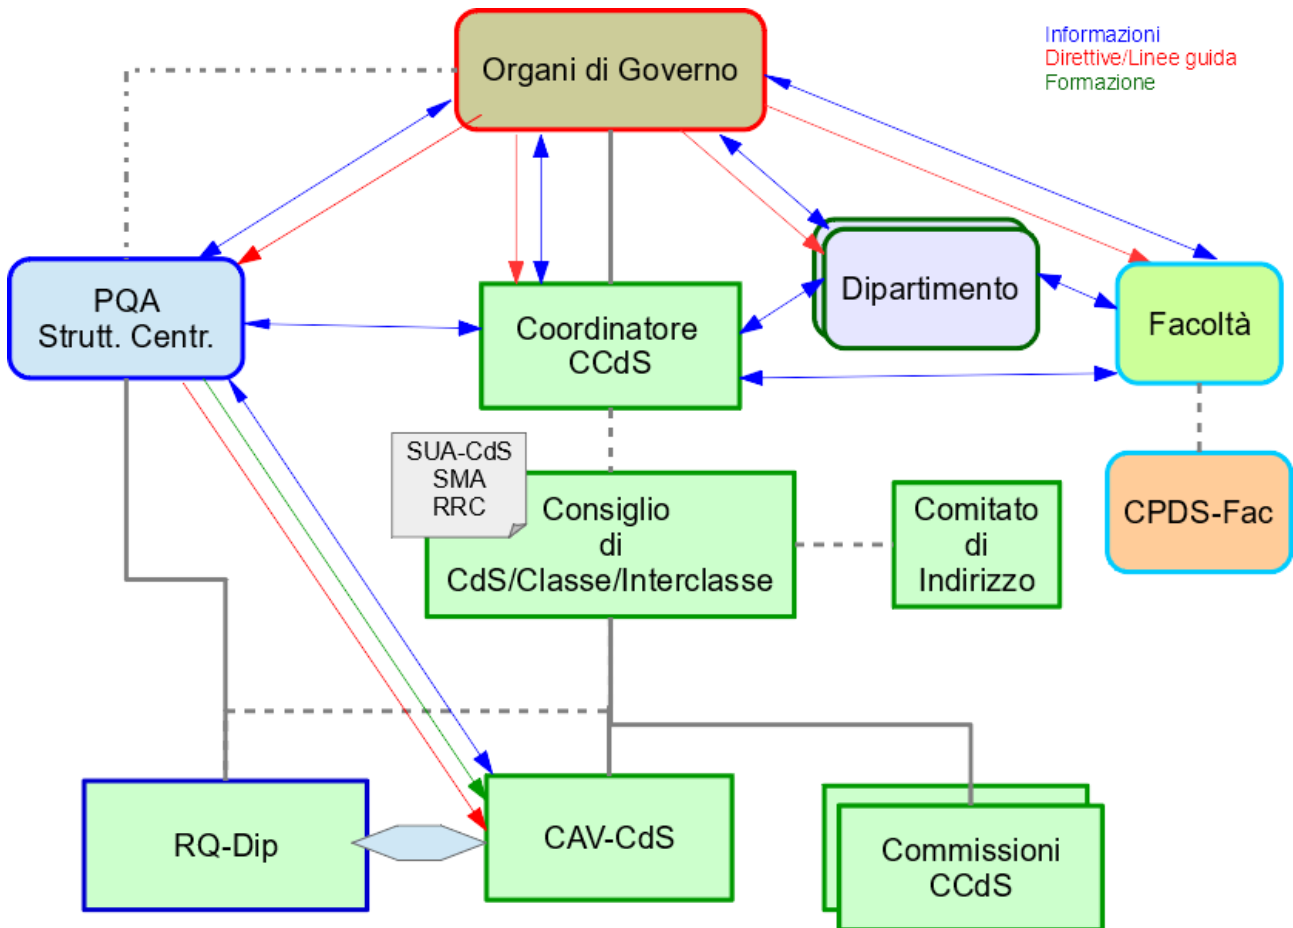 Organi di Governo
Informazioni
Direttive/Linee guida
Formazione
PQA
Strutt. Centr.
Coordinatore
CCdS
Dipartimento
Facoltà
SUA-CdS
SMA
RRC
Consiglio
di
CdS/Classe/Interclasse
Comitato
di
Indirizzo
CPDS-Fac
RQ-Dip
CAV-CdS
Commissioni
CCdS